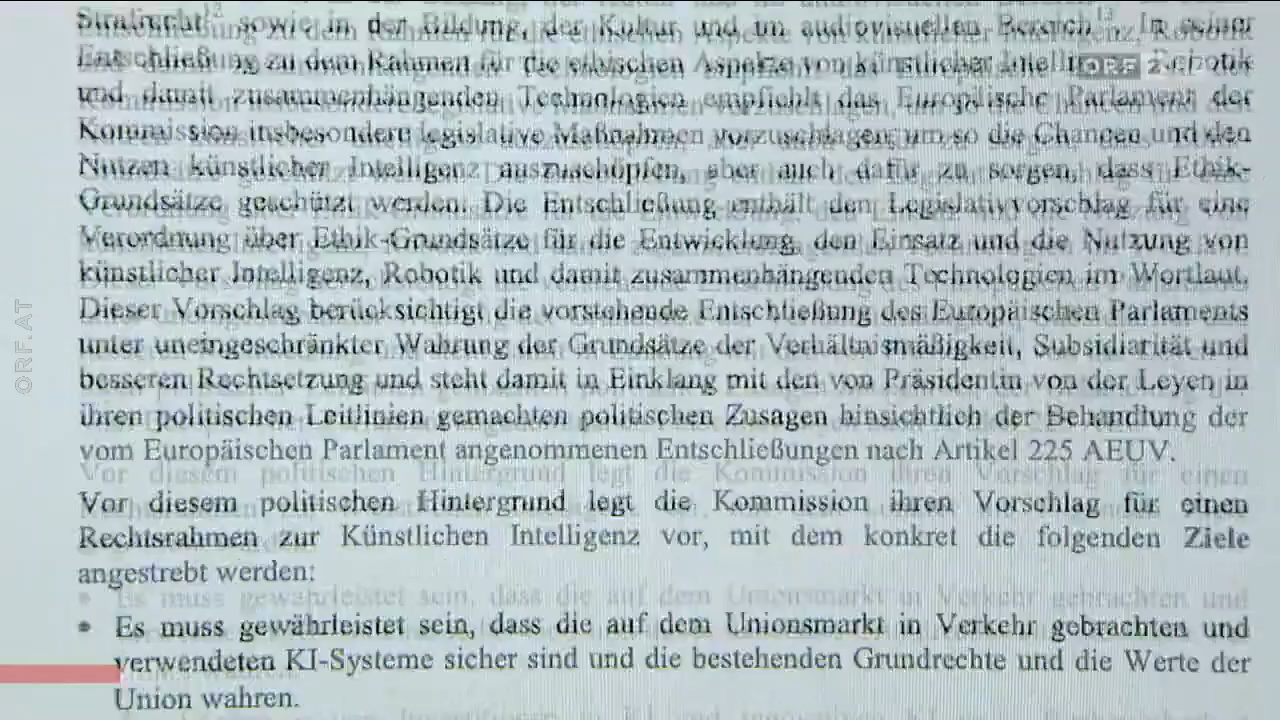 Strafrecht¹² sowie in der Bildung, der Kultur und im audiovisuellen Bereich¹³. In seiner
Entschließung zu dem Rahmen für die ethischen Aspekte von künstlicher Robotik
ORF 2
und damit zusammenhängenden Technologien empfiehlt das Europäische Parlament der
Kommission insbesondere legislative Maßnahmen vorzuschlagen, um so die Chancen und den
Nutzen künstlicher Intelligenz auszuschöpfen, aber auch dafür zu sorgen, dass Ethik-
Grundsätze geschützt werden. Die Entschließung enthält den Legislativvorschlag für eine
Verordnung über Ethik-Grundsätze für die Entwicklung, den Einsatz und die Nutzung von
künstlicher Intelligenz, Robotik und damit zusammenhängenden Technologien im Wortlaut.
Dieser Vorschlag berücksichtigt die vorstehende Entschließung des Europäischen Parlaments
unter uneingeschränkter Wahrung der Grundsätze der Verhältnismäßigkeit, Subsidiarität und
besseren Rechtsetzung und steht damit in Einklang mit den von Präsidentin von der Leyen in
ihren politischen Leitlinien gemachten politischen Zusagen hinsichtlich der Behandlung der
vom Europäischen Parlament angenommenen Entschließungen nach Artikel 225 AEUV.
Vor diesem politischen Hintergrund legt die Kommission ihren Vorschlag für einen
Rechtsrahmen zur Künstlichen Intelligenz vor, mit dem konkret die folgenden Ziele
angestrebt werden:
• Es muss gewährleistet sein, dass die auf dem Unionsmarkt in Verkehr gebrachten und
verwendeten KI-Systeme sicher sind und die bestehenden Grundrechte und die Werte der
Union wahren.
ORF.AT